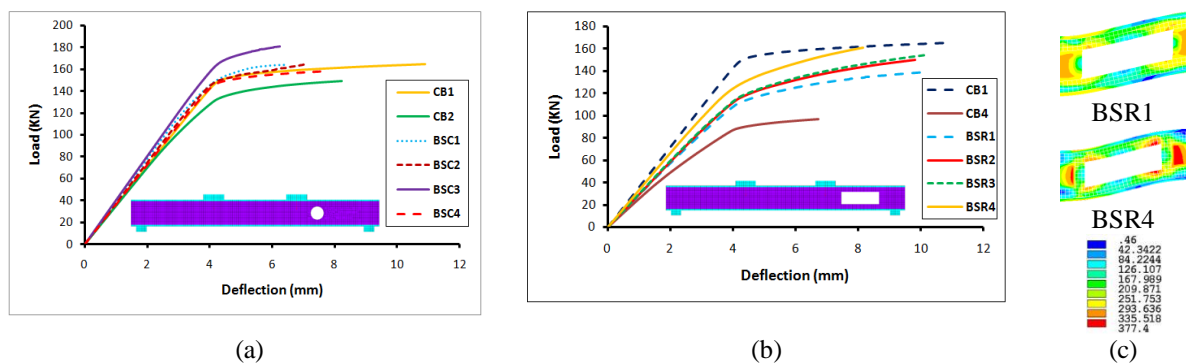 200
180
160
140
120
100
80
60
40
20
0
Load (KN)
0 2 4 6 8 10 12
Deflection (mm)
CB1
CB2
BSC1
BSC2
BSC3
BSC4
(a)
180
160
140
120
100
80
60
40
20
0
Load (KN)
0 2 4 6 8 10 12
Deflection (mm)
CB1
CB4
BSR1
BSR2
BSR3
BSR4
(b)
BSR1
BSR4
.46
42.3422
84.2244
126.107
167.989
209.871
251.753
293.636
335.518
377.4
(c)